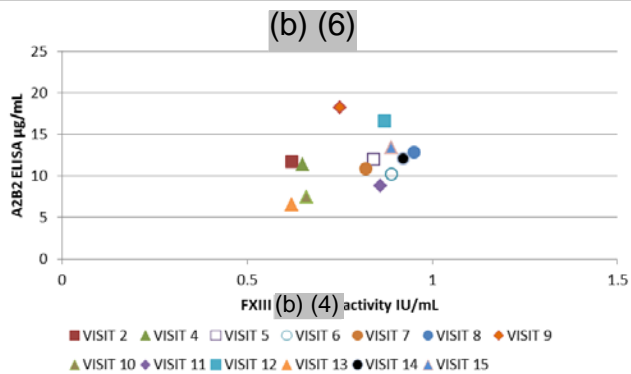 (b) (6)
25
20
15
10
5
0
A2B2 ELISA µg/mL
0 0.5 1 1.5
FXIII (b) (4) activity IU/mL
VISIT 2 VISIT 4 VISIT 5 VISIT 6 VISIT 7 VISIT 8 VISIT 9
VISIT 10 VISIT 11 VISIT 12 VISIT 13 VISIT 14 VISIT 15